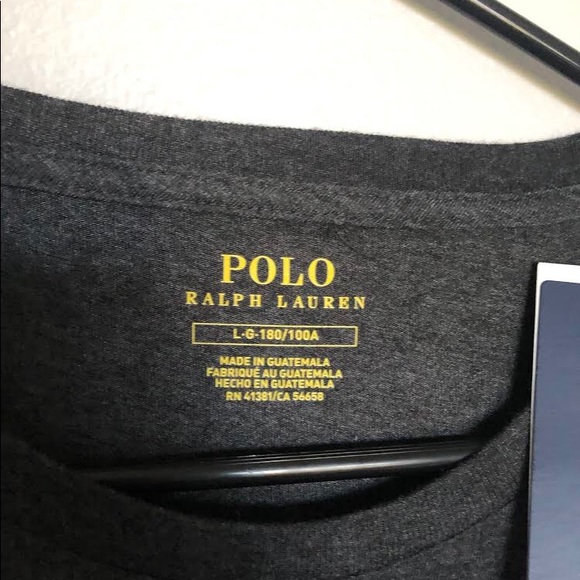 POLO
RALPH LAUREN
L-G-180/100A
MADE IN GUATEMALA
FABRIQUÉ AU GUATEMALA
HECHO EN GUATEMALA
RN 41381/CA 56658